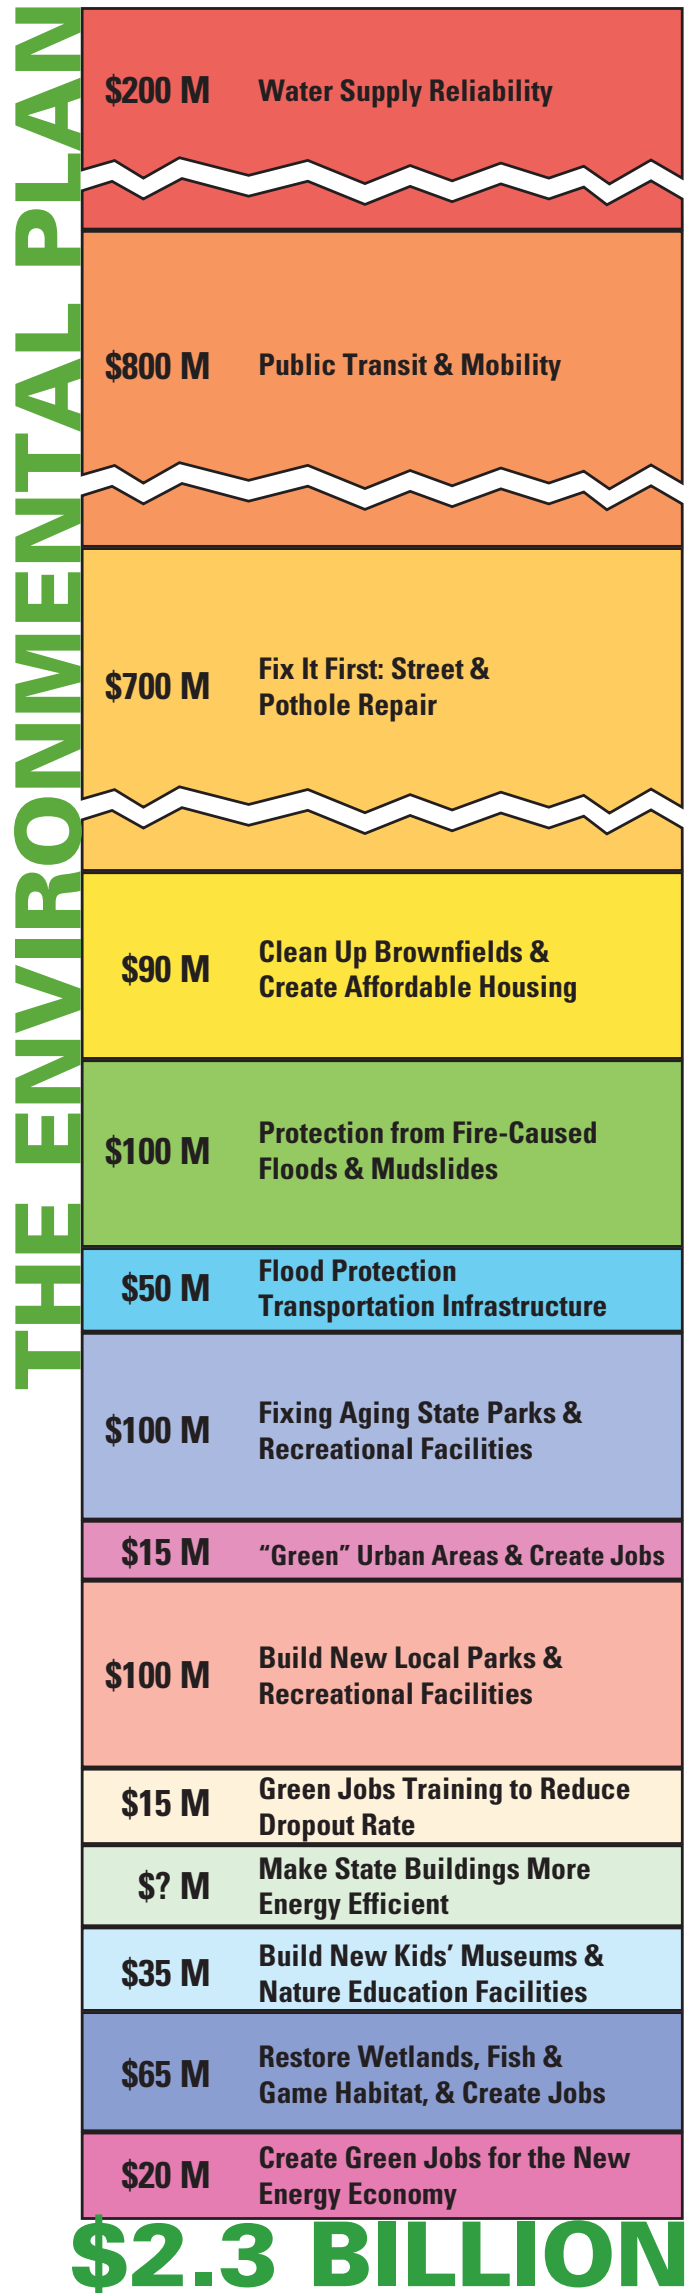 THE ENVIRONMENTAL PLAN
$200 M Water Supply Reliability
$800 M Public Transit & Mobility
$700 M Fix It First: Street &
Pothole Repair
$90 M Clean Up Brownfields &
Create Affordable Housing
$100 M Protection from Fire-Caused
Floods & Mudslides
$50 M Flood Protection
Transportation Infrastructure
$100 M Fixing Aging State Parks &
Recreational Facilities
$15 M “Green” Urban Areas & Create Jobs
$100 M Build New Local Parks &
Recreational Facilities
$15 M Green Jobs Training to Reduce
Dropout Rate
$? M Make State Buildings More
Energy Efficient
$35 M Build New Kids’ Museums &
Nature Education Facilities
$65 M Restore Wetlands, Fish &
Game Habitat, & Create Jobs
$20 M Create Green Jobs for the New
Energy Economy
$2.3 BILLION